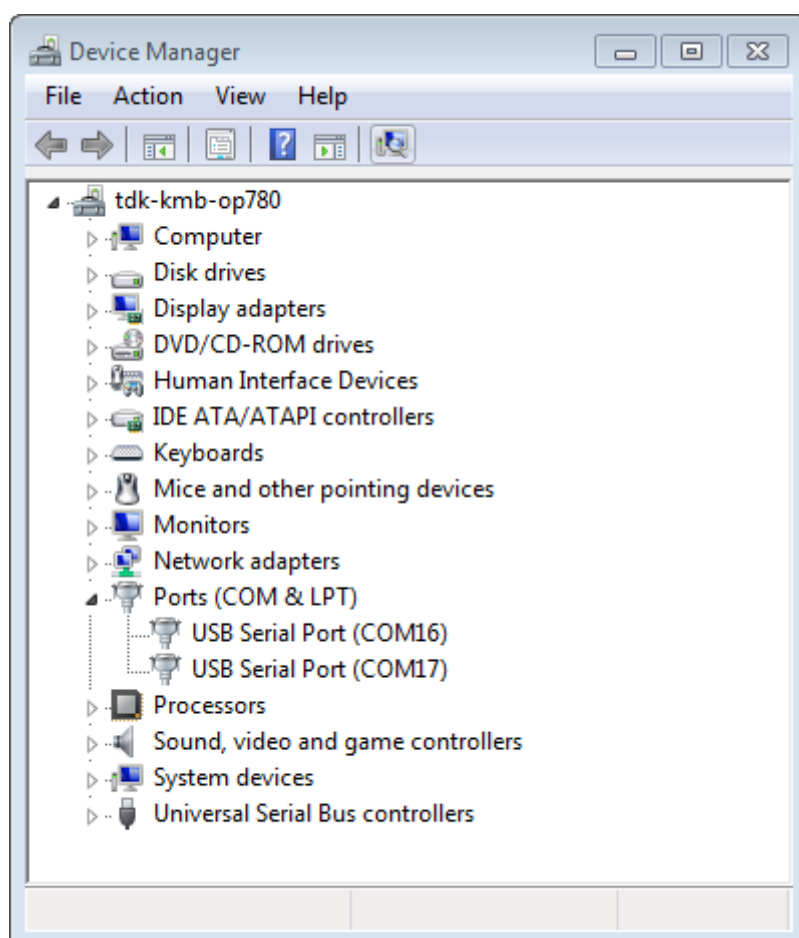 Device Manager
File Action View Help
tdk-kmb-op780
Computer
Disk drives
Display adapters
DVD/CD-ROM drives
Human Interface Devices
IDE ATA/ATAPI controllers
Keyboards
Mice and other pointing devices
Monitors
Network adapters
Ports (COM & LPT)
USB Serial Port (COM16)
USB Serial Port (COM17)
Processors
Sound, video and game controllers
System devices
Universal Serial Bus controllers